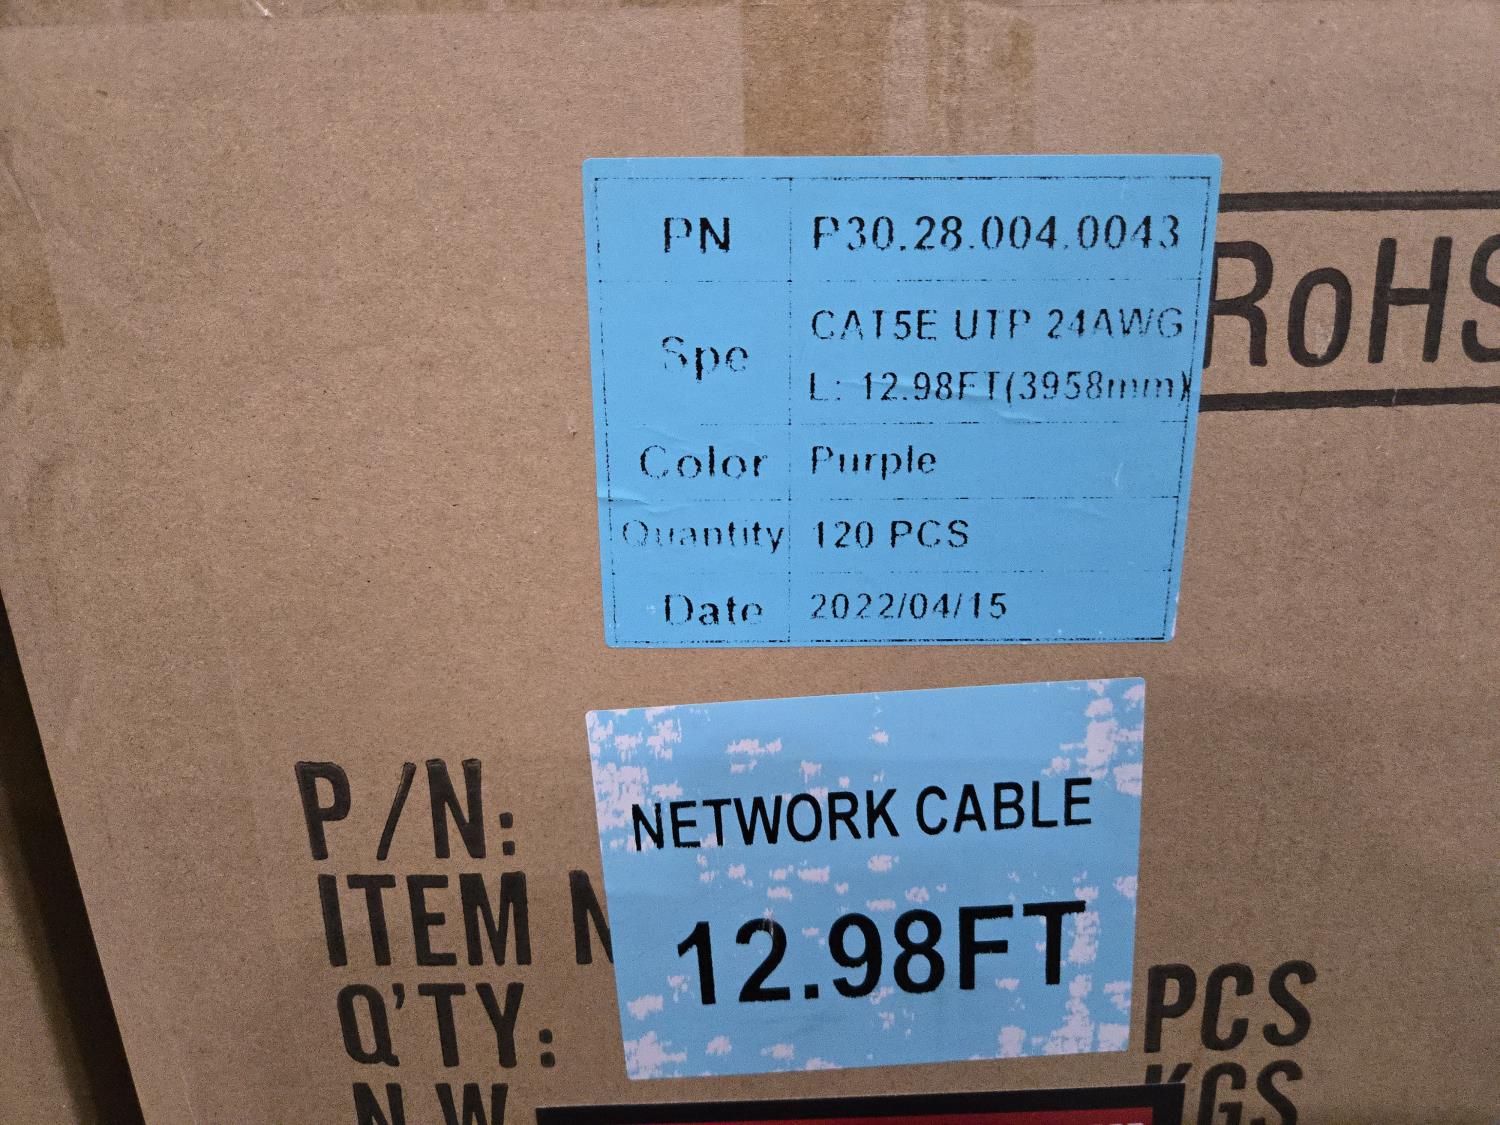 PN P30.28.004.0043
RoHS
Spe CAT5E UTP 24AWG
L: 12.98FT(3958mm)
Color Purple
Quantity 120 PCS
Date 2022/04/15
NETWORK CABLE
12.98FT
P/N:
ITEM N
Q'TY: PCS
N.W KGS